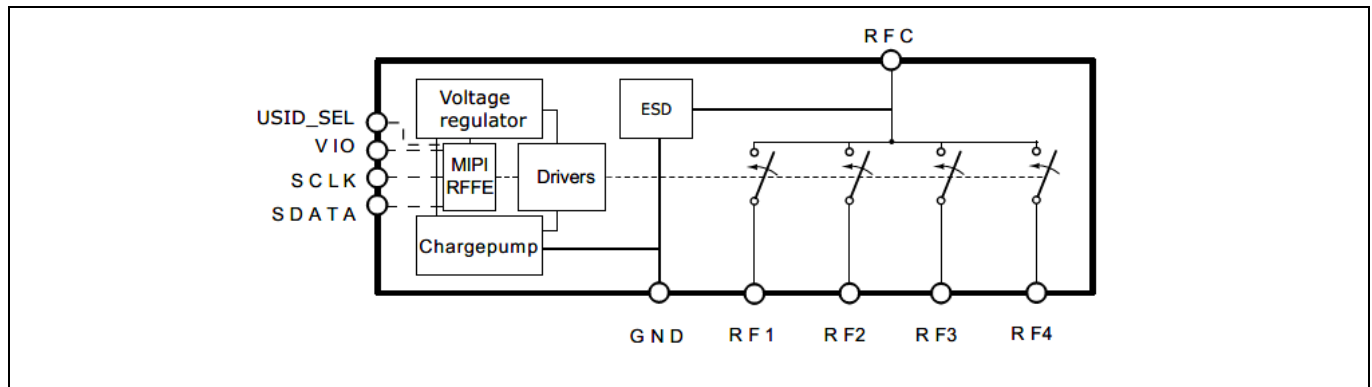 RFC
Voltage
regulator
ESD
USID_SEL
VIO
MIPI
RFFE
Drivers
SCLK
SDATA
Chargepump
GND
RF1
RF2
RF3
RF4